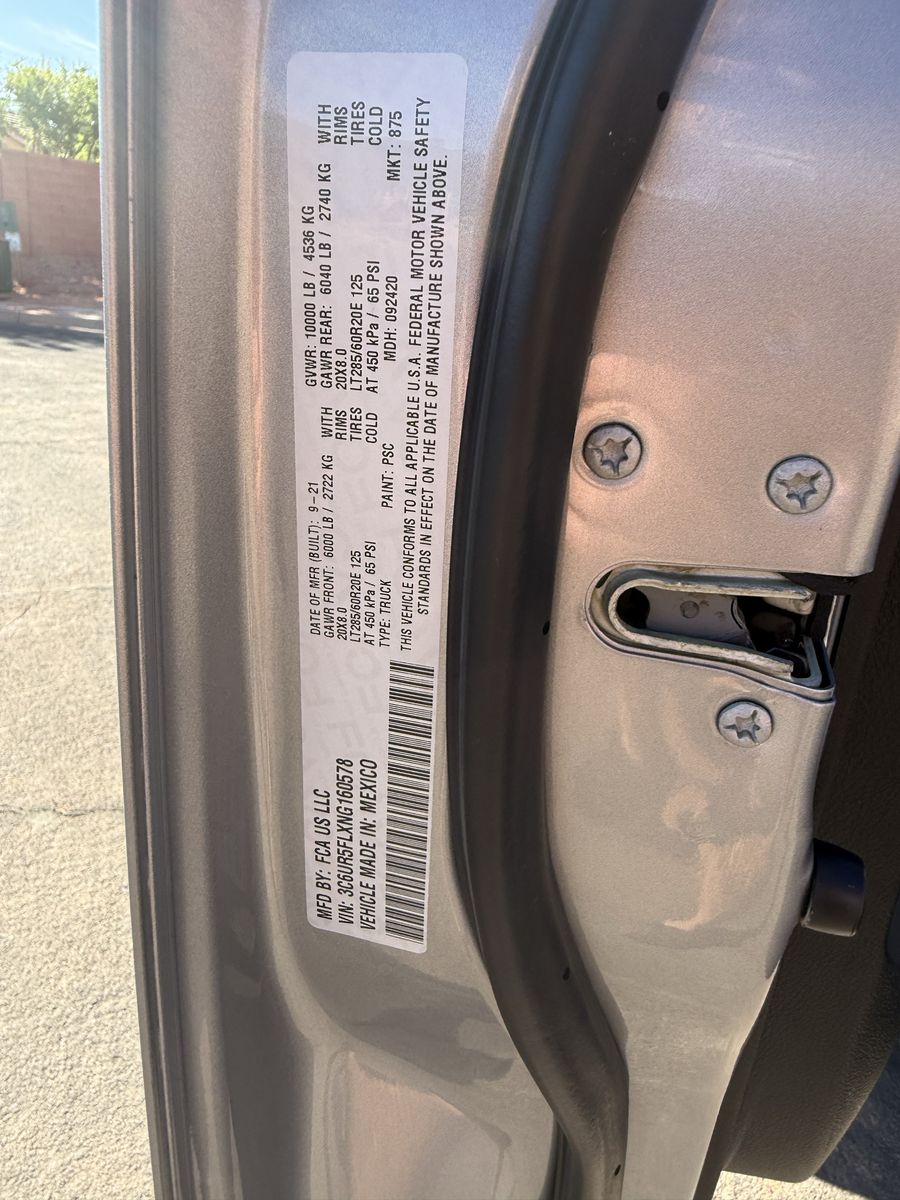 MFD BY: FCA US LLC
VIN: 3C6UR5FLXNG160578
VEHICLE MADE IN: MEXICO
DATE OF MFR (BUILT): 9-21 GVWR: 10000 LB / 4536 KG
GAWR FRONT: 6000 LB / 2722 KG WITH GAWR REAR: 6040 LB / 2740 KG WITH
20X8.0 RIMS 20X8.0 RIMS
LT285/60R20E 125 TIRES LT285/60R20E 125 TIRES
AT 450 kPa / 65 PSI COLD AT 450 kPa / 65 PSI COLD
TYPE: TRUCK PAINT: PSC MDH: 092420 MKT: 875
THIS VEHICLE CONFORMS TO ALL APPLICABLE U.S.A. FEDERAL MOTOR VEHICLE SAFETY
STANDARDS IN EFFECT ON THE DATE OF MANUFACTURE SHOWN ABOVE.